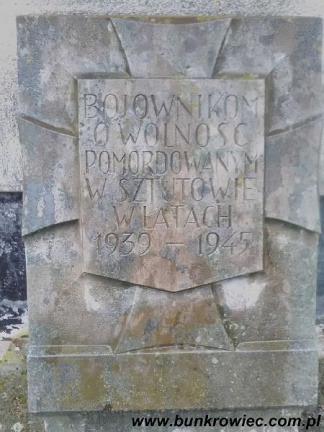 BOJOWNIKOM
O WOLNOŚĆ
POMORDOWANYM
W SZTUTOWIE
W LATACH
1939 – 1945
www.bunkrowiec.com.pl